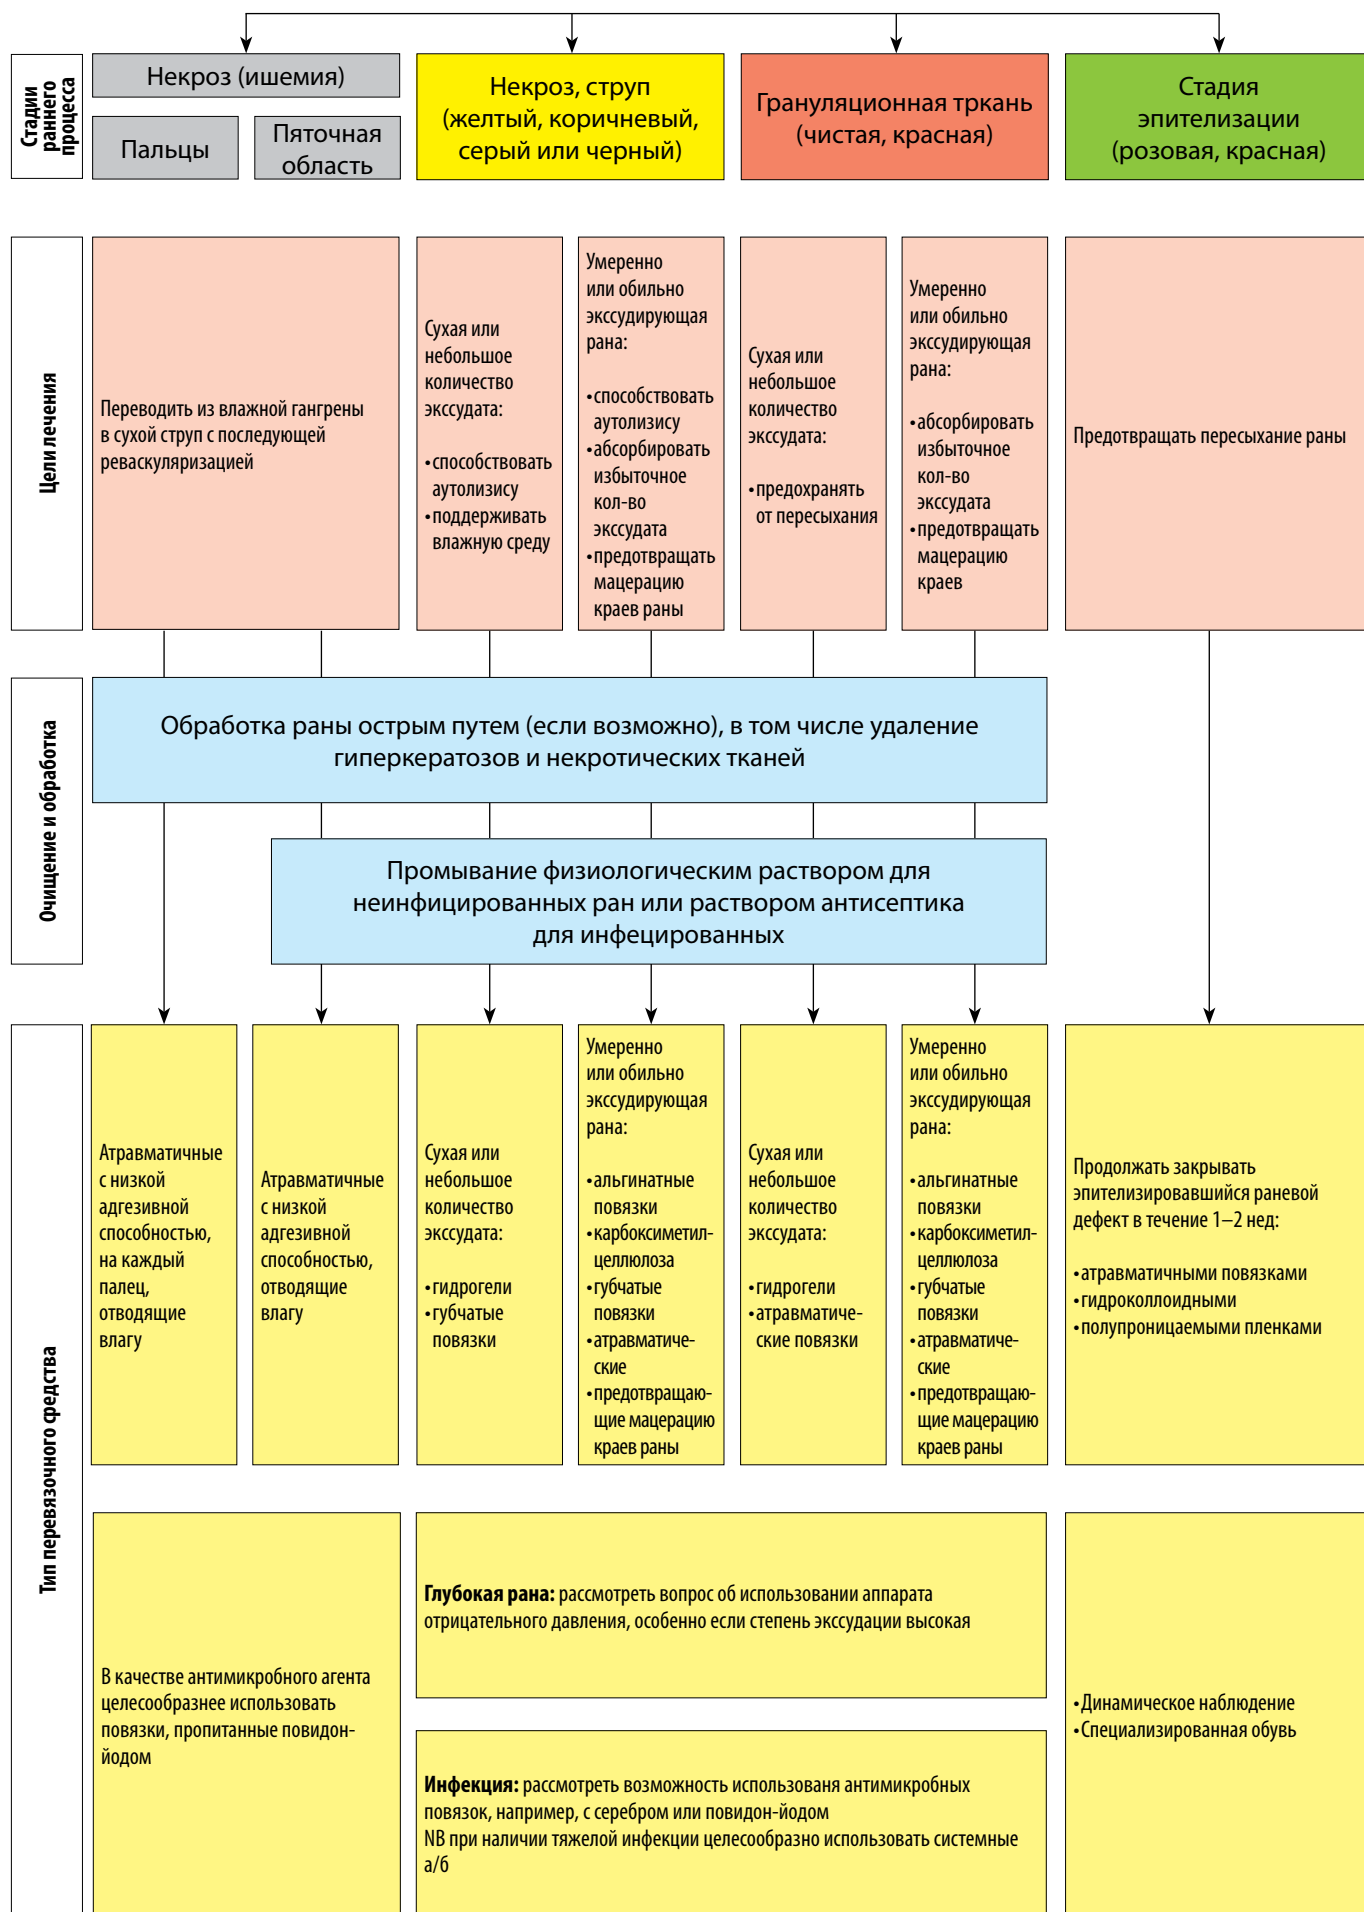 Стадии
раннего
процесса
Некроз (ишемия)
Пальцы
Пяточная
область
Некроз, струп
(желтый, коричневый,
серый или черный)
Грануляционная тркань
(чистая, красная)
Стадия
эпителизации
(розовая, красная)
Цели лечения
Переводить из влажной гангрены
в сухой струп с последующей
реваскуляризацией
Сухая или
небольшое
количество
экссудата:
•способствовать
аутолизису
•поддерживать
влажную среду
Умеренно
или обильно
экссудирующая
рана:
•способствовать
аутолизису
•абсорбировать
избыточное
кол-во
экссудата
•предотвращать
мацерацию
краев раны
Сухая или
небольшое
количество
экссудата:
•предохранять
от пересыхания
Умеренно
или обильно
экссудирующая
рана:
•абсорбировать
избыточное
кол-во
экссудата
•предотвращать
мацерацию
краев
Предотвращать пересыхание раны
Очищение и обработка
Обработка раны острым путем (если возможно), в том числе удаление
гиперкератозов и некротических тканей
Промывание физиологическим раствором для
неинфицированных ран или раствором антисептика
для инфецированных
Тип перевязочного средства
Атравматичные
с низкой
адгезивной
способностью,
на каждый
палец,
отводящие
влагу
Атравматичные
с низкой
адгезивной
способностью,
отводящие
влагу
Сухая или
небольшое
количество
экссудата:
•гидрогели
•губчатые
повязки
Умеренно
или обильно
экссудирующая
рана:
•альгинатные
повязки
•карбоксиметил-
целлюлоза
•губчатые
повязки
•атравматиче-
ские
•предотвращаю-
щие мацерацию
краев раны
Сухая или
небольшое
количество
экссудата:
•гидрогели
•атравматиче-
ские повязки
Умеренно
или обильно
экссудирующая
рана:
•альгинатные
повязки
•карбоксиметил-
целлюлоза
•губчатые
повязки
•атравматиче-
ские
•предотвращаю-
щие мацерацию
краев раны
Продолжать закрывать
эпителизировавшийся раневой
дефект в течение 1–2 нед:
•атравматичными повязками
•гидроколлоидными
•полупроницаемыми пленками
В качестве антимикробного агента
целесообразнее использовать
повязки, пропитанные повидон-
йодом
Глубокая рана: рассмотреть вопрос об использовании аппарата
отрицательного давления, особенно если степень экссудации высокая
Инфекция: рассмотреть возможность использованя антимикробных
повязок, например, с серебром или повидон-йодом
NB при наличии тяжелой инфекции целесообразно использовать системные
а/б
•Динамическое наблюдение
•Специализированная обувь